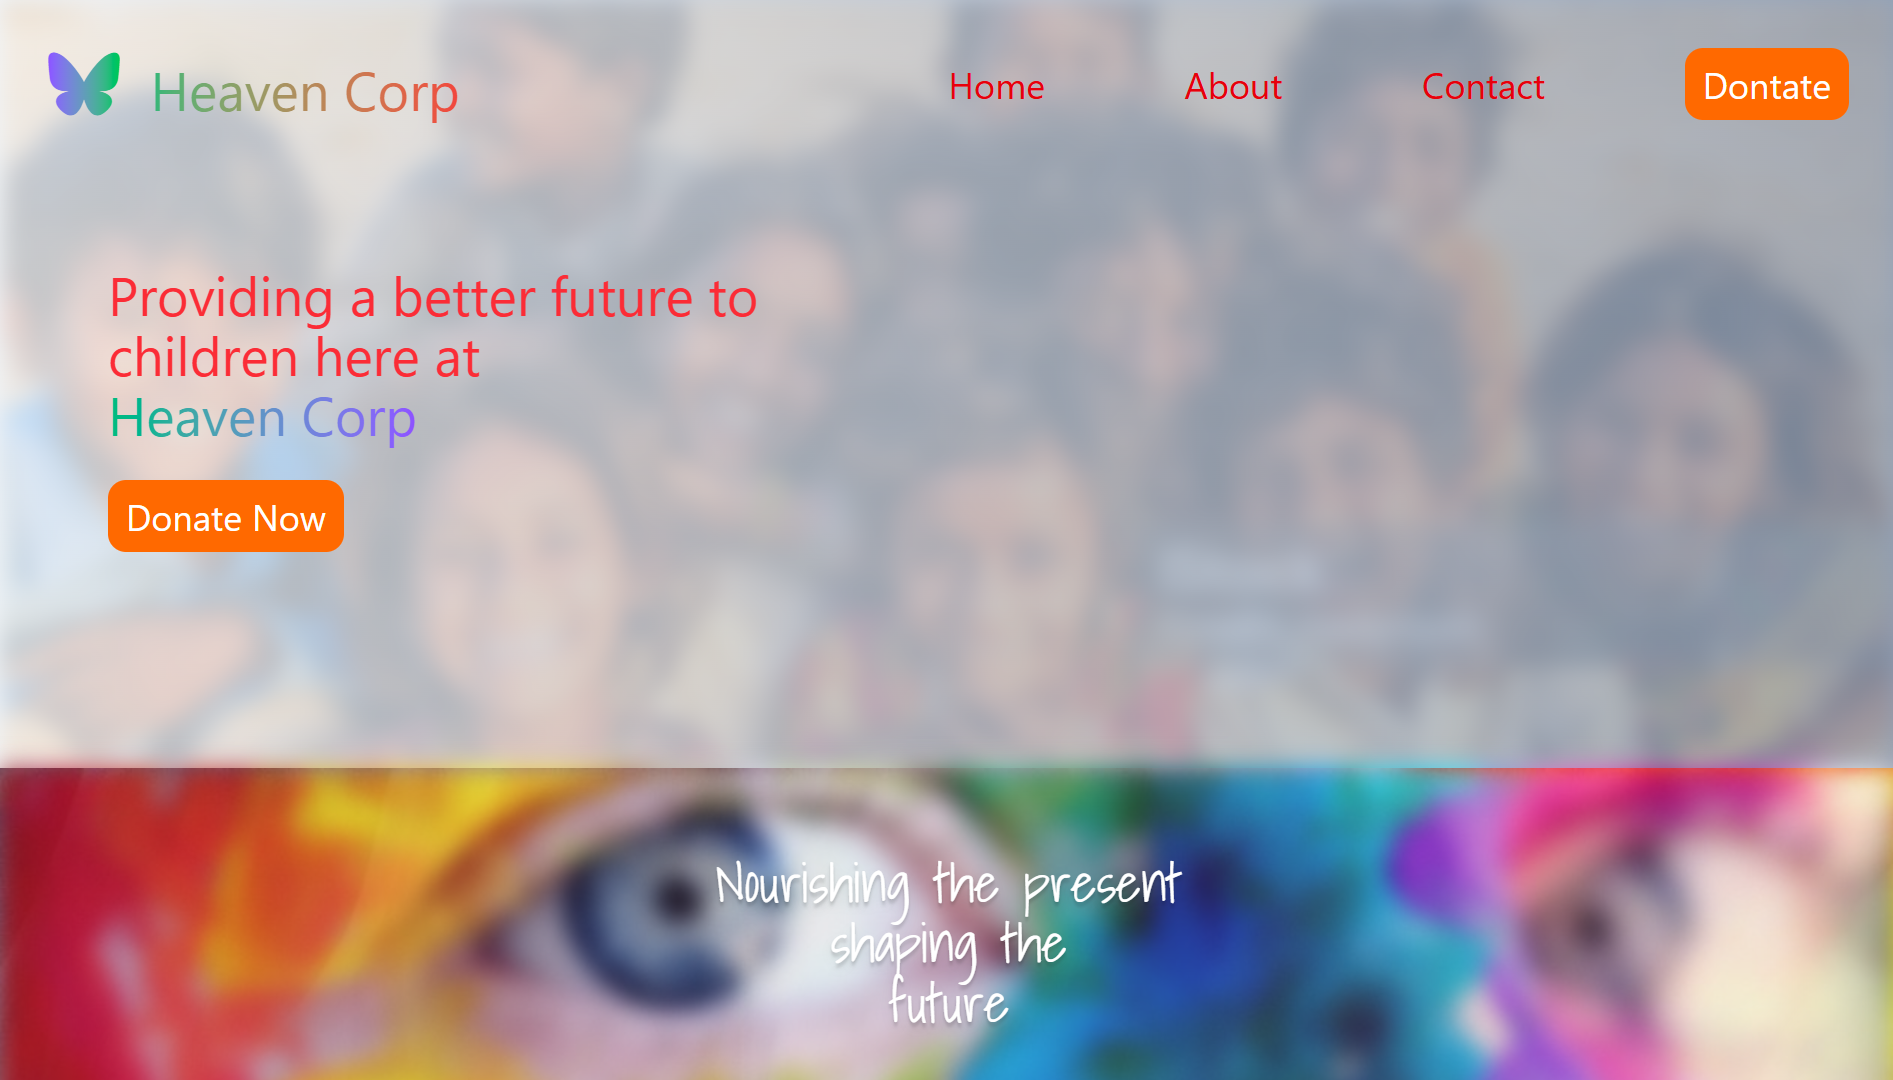 Heaven Corp
Home
About
Contact
Dontate
Providing a better future to
children here at
Heaven Corp
Donate Now
Nourishing the present
shaping the
future